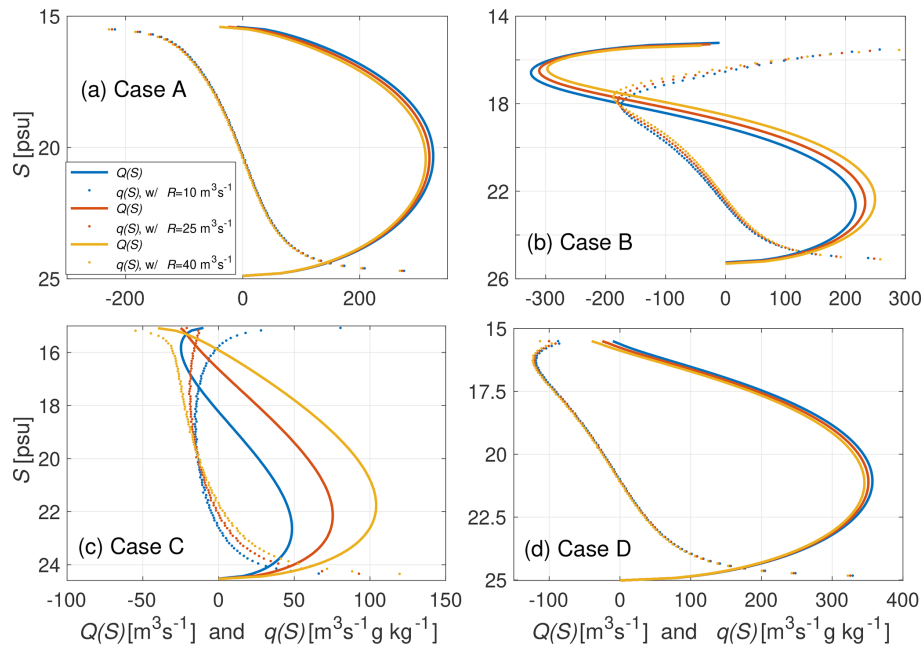 15
20
25
S [psu]
(a) Case A
Q(S)
q(S), w/ R=10 m³s⁻¹
Q(S)
q(S), w/ R=25 m³s⁻¹
Q(S)
q(S), w/ R=40 m³s⁻¹
-200 0 200
14
16
18
20
22
24
26
(b) Case B
-300 -200 -100 0 100 200 300
16
18
20
22
24
S [psu]
(c) Case C
-100 -50 0 50 100 150
Q(S)[m³s⁻¹] and q(S)[m³s⁻¹g kg⁻¹]
15
17.5
20
22.5
25
(d) Case D
-100 0 100 200 300 400
Q(S)[m³s⁻¹] and q(S)[m³s⁻¹g kg⁻¹]